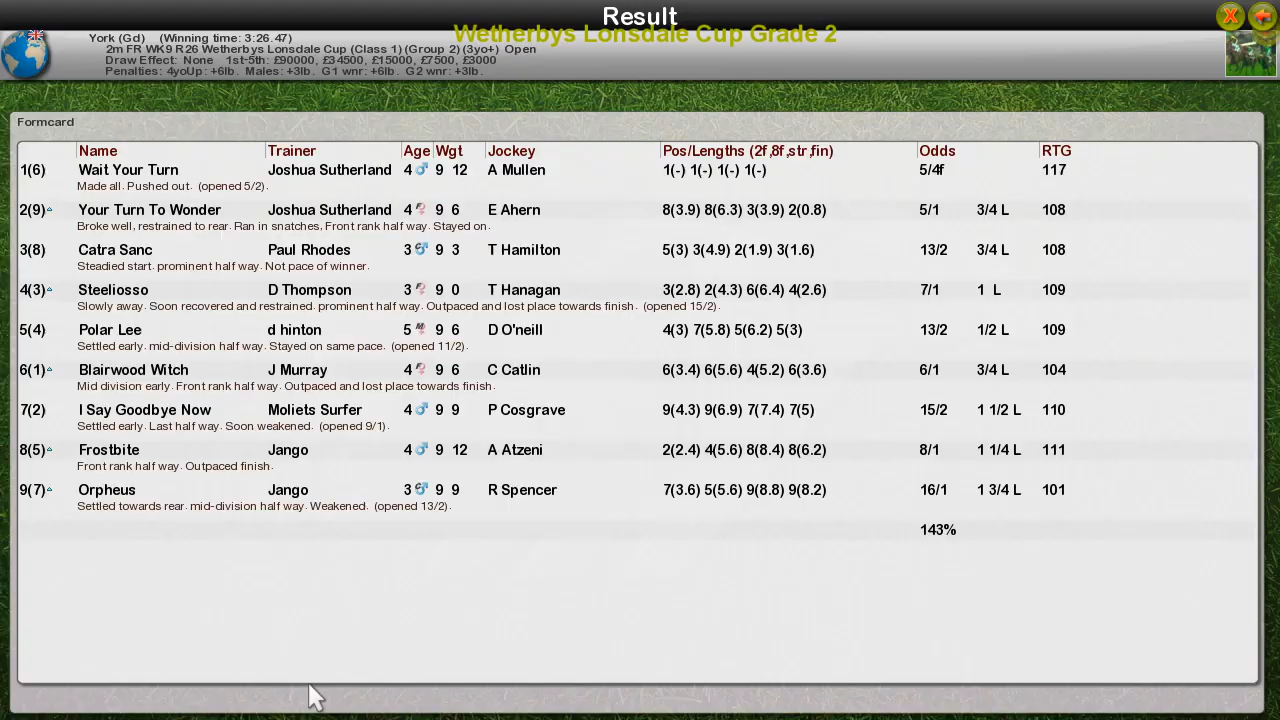 Result
Wetherbys Lonsdale Cup Grade 2
York (Gd) (Winning time: 3:26.47)
2m FR WK9 R26 Wetherbys Lonsdale Cup (Class 1) (Group 2) (3yo+) Open
Draw Effect: None 1st-5th: £90000, £34500, £15000, £7500, £3000
Penalties: 4yoUp: +6lb. Males: +3lb. G1 wnr: +6lb. G2 wnr: +3lb.
Formcard
Name Trainer Age Wgt Jockey Pos/Lengths (2f,8f,str,fin) Odds RTG
1(6) Wait Your Turn Joshua Sutherland 4 9 12 A Mullen 1(-) 1(-) 1(-) 1(-) 5/4f 117
Made all. Pushed out. (opened 5/2).
2(9) Your Turn To Wonder Joshua Sutherland 4 9 6 E Ahern 8(3.9) 8(6.3) 3(3.9) 2(0.8) 5/1 3/4 L 108
Broke well, restrained to rear. Ran in snatches. Front rank half way. Stayed on.
3(8) Catra Sanc Paul Rhodes 3 9 3 T Hamilton 5(3) 3(4.9) 2(1.9) 3(1.6) 13/2 3/4 L 108
Steadied start. prominent half way. Not pace of winner.
4(3) Steeliosso D Thompson 3 9 0 T Hanagan 3(2.8) 2(4.3) 6(6.4) 4(2.6) 7/1 1 L 109
Slowly away. Soon recovered and restrained. prominent half way. Outpaced and lost place towards finish. (opened 15/2).
5(4) Polar Lee d hinton 5 9 6 D O'neill 4(3) 7(5.8) 5(6.2) 5(3) 13/2 1/2 L 109
Settled early. mid-division half way. Stayed on same pace. (opened 11/2).
6(1) Blairwood Witch J Murray 4 9 6 C Catlin 6(3.4) 6(5.6) 4(5.2) 6(3.6) 6/1 3/4 L 104
Mid division early. Front rank half way. Outpaced and lost place towards finish.
7(2) I Say Goodbye Now Moliets Surfer 4 9 9 P Cosgrave 9(4.3) 9(6.9) 7(7.4) 7(5) 15/2 1 1/2 L 110
Settled early. Last half way. Soon weakened. (opened 9/1).
8(5) Frostbite Jango 4 9 12 A Atzeni 2(2.4) 4(5.6) 8(8.4) 8(6.2) 8/1 1 1/4 L 111
Front rank half way. Outpaced finish.
9(7) Orpheus Jango 3 9 9 R Spencer 7(3.6) 5(5.6) 9(8.8) 9(8.2) 16/1 1 3/4 L 101
Settled towards rear. mid-division half way. Weakened. (opened 13/2).
143%